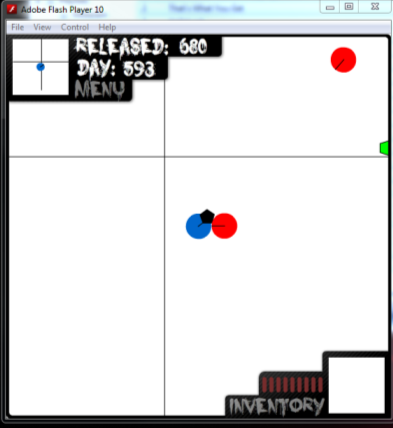 Adobe Flash Player 10
File View Control Help
RELEASED: 680
DAY: 593
MENU
INVENTORY